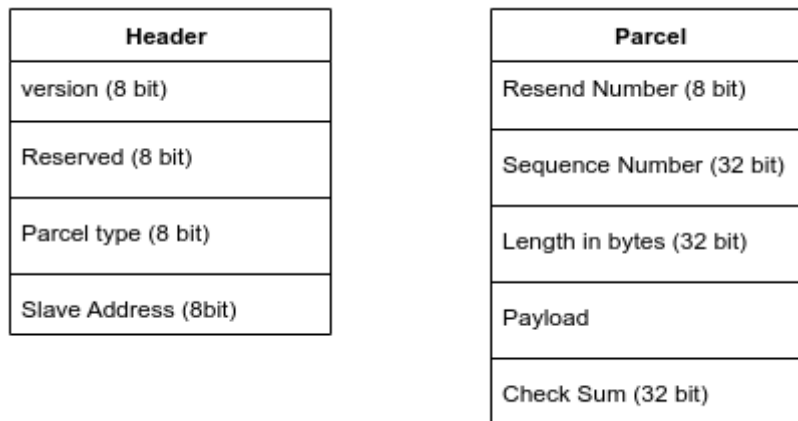 Header
version (8 bit)
Reserved (8 bit)
Parcel type (8 bit)
Slave Address (8bit)
Parcel
Resend Number (8 bit)
Sequence Number (32 bit)
Length in bytes (32 bit)
Payload
Check Sum (32 bit)